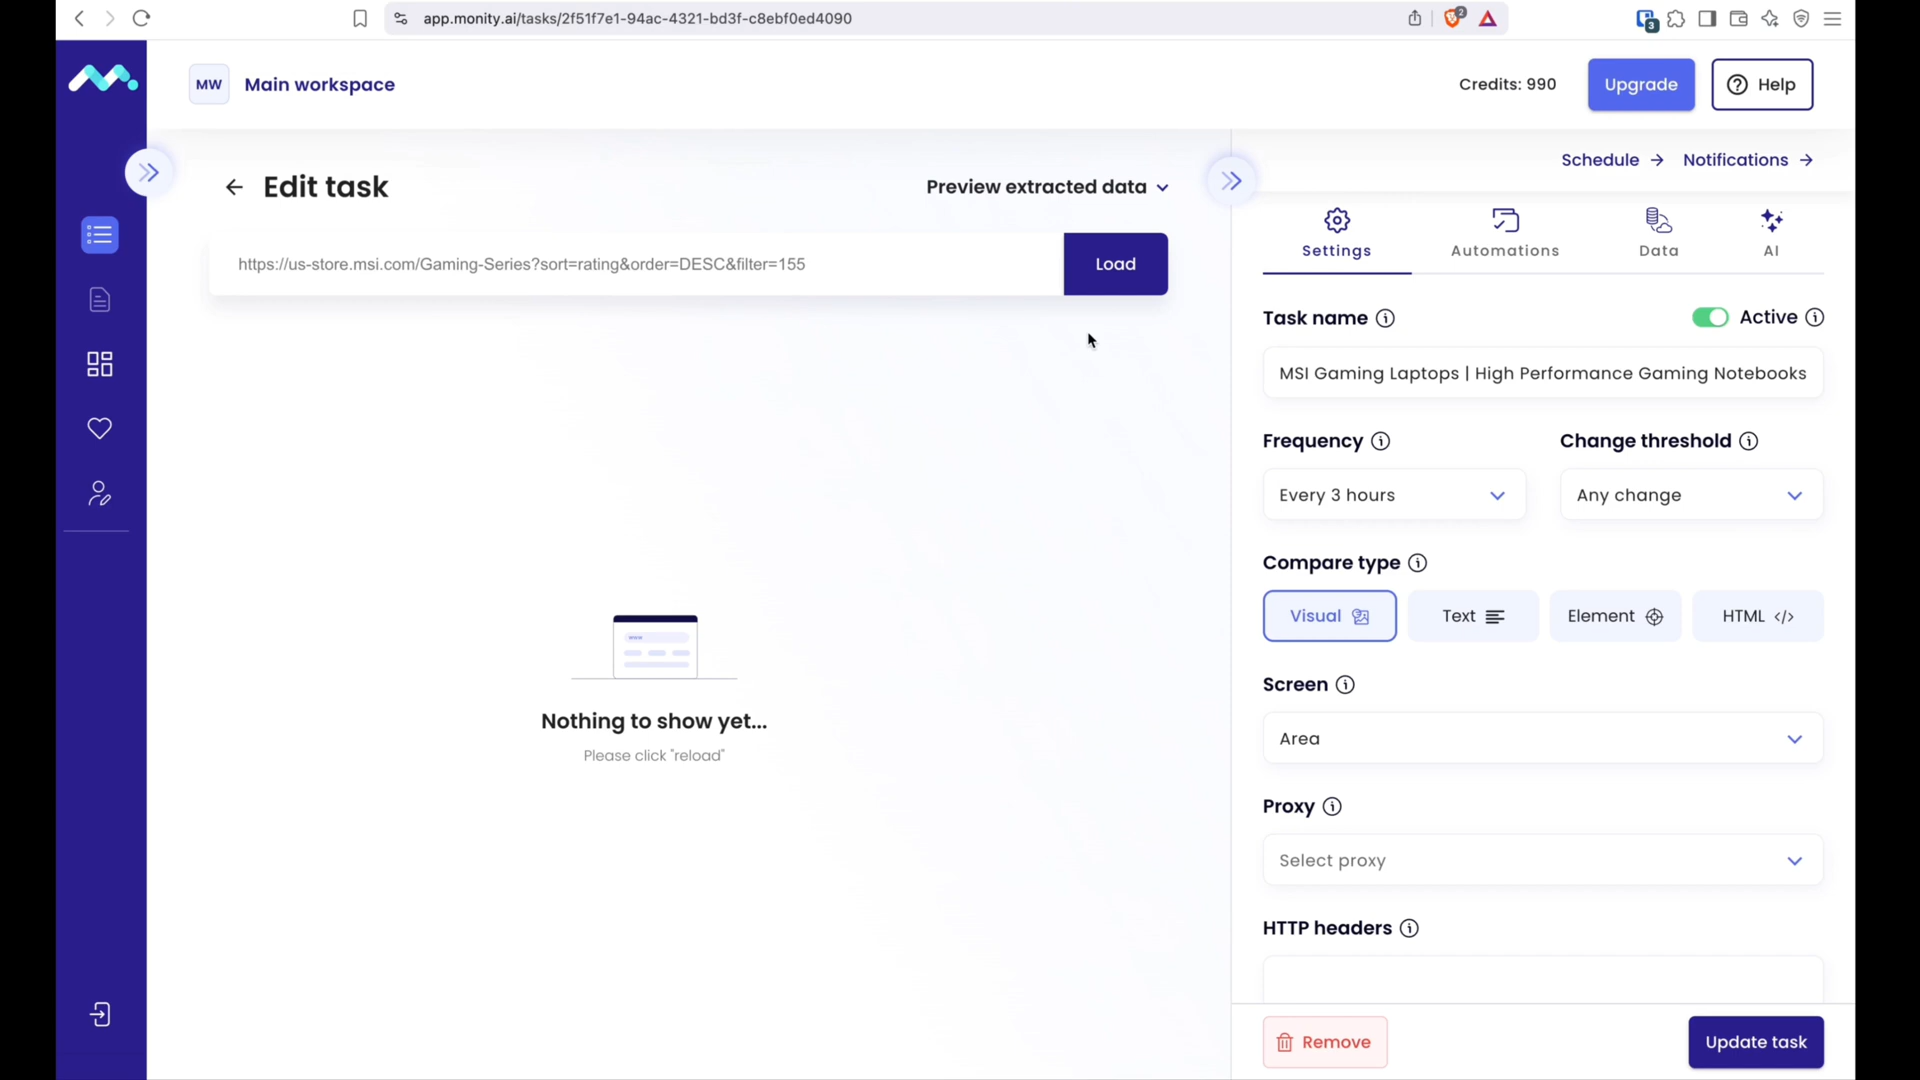 app.monity.ai/tasks/2f51f7e1-94ac-4321-bd3f-c8ebf0ed4090
2
3
MW
Main workspace
Credits: 990
Upgrade
Help
Edit task
Preview extracted data
https://us-store.msi.com/Gaming-Series?sort=rating&order=DESC&filter=155
Load
Nothing to show yet...
Please click "reload"
Schedule
Notifications
Settings
Automations
Data
AI
Task name
Active
MSI Gaming Laptops | High Performance Gaming Notebooks
Frequency
Change threshold
Every 3 hours
Any change
Compare type
Visual
Text
Element
HTML
Screen
Area
Proxy
Select proxy
HTTP headers
Remove
Update task